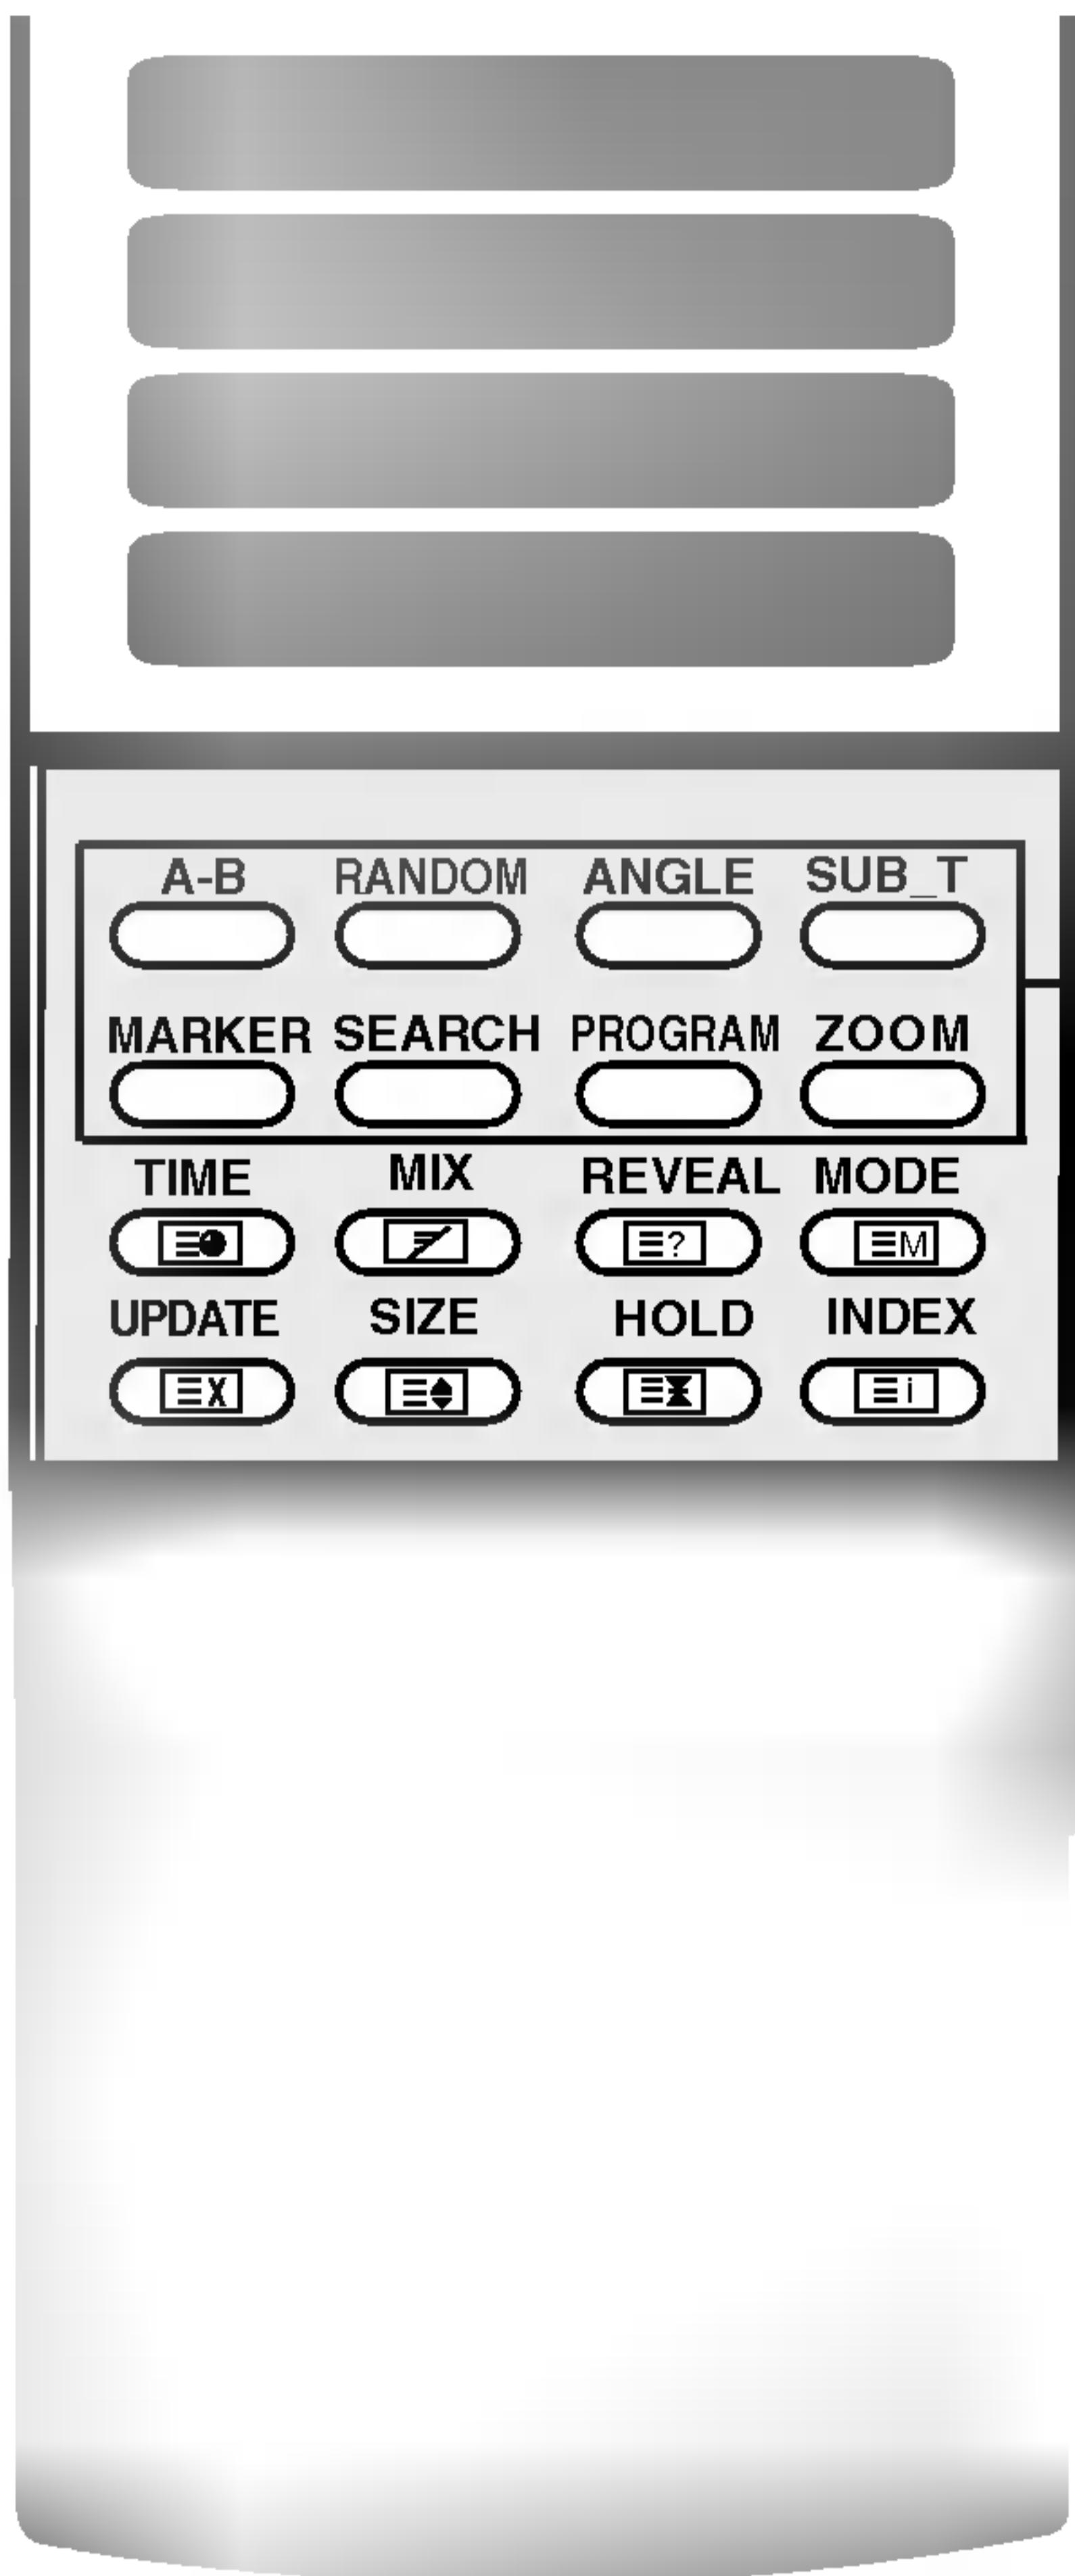 A-B RANDOM ANGLE SUB_T
MARKER SEARCH PROGRAM ZOOM
TIME MIX REVEAL MODE
? M
UPDATE SIZE HOLD INDEX
X i